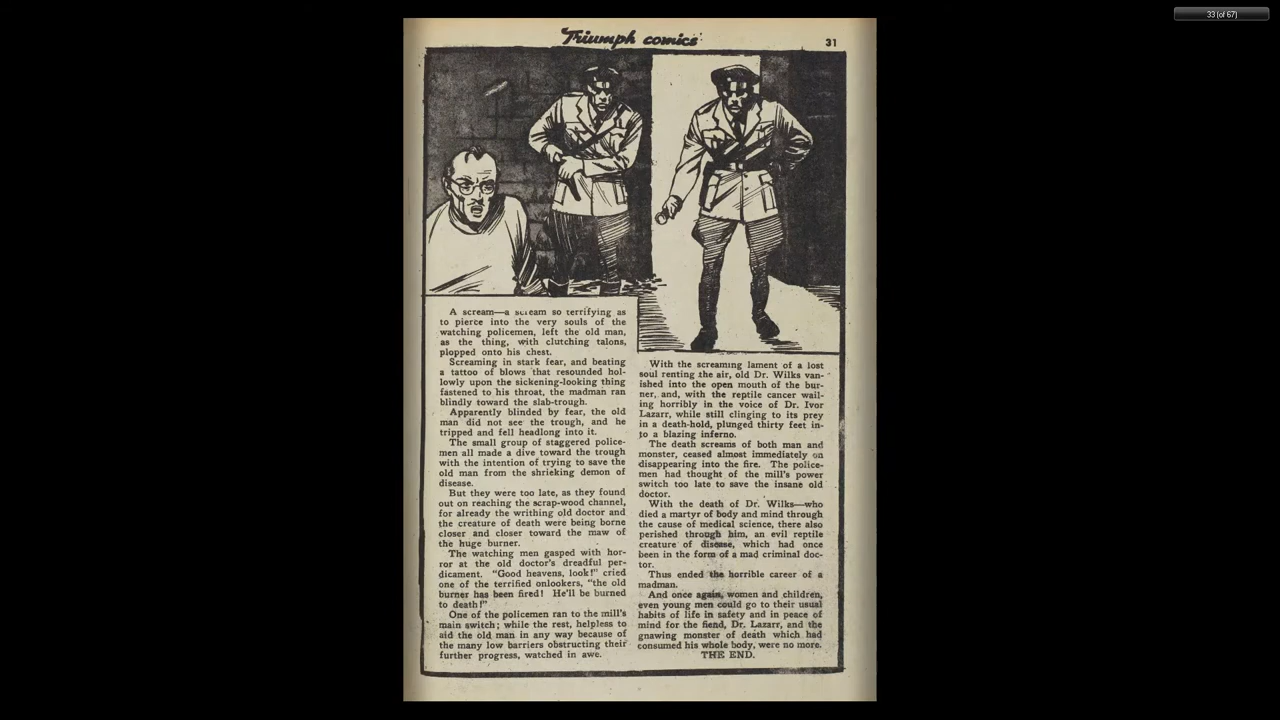 33 (of 67)
Triumph comics
31
A scream—a scream so terrifying as
to pierce into the very souls of the
watching policemen, left the old man,
as the thing, with clutching talons,
plopped onto his chest.
Screaming in stark fear, and beating
a tattoo of blows that resounded hol-
lowly upon the sickening-looking thing
fastened to his throat, the madman ran
blindly toward the slab-trough.
Apparently blinded by fear, the old
man did not see the trough, and he
tripped and fell headlong into it.
The small group of staggered police-
men all made a dive toward the trough
with the intention of trying to save the
old man from the shrieking demon of
disease.
But they were too late, as they found
out on reaching the scrap-wood channel,
for already the writhing old doctor and
the creature of death were being borne
closer and closer toward the maw of
the huge burner.
The watching men gasped with hor-
ror at the old doctor's dreadful per-
dicament. "Good heavens, look!" cried
one of the terrified onlookers, "the old
burner has been fired! He'll be burned
to death!"
One of the policemen ran to the mill's
main switch; while the rest, helpless to
aid the old man in any way because of
the many low barriers obstructing their
further progress, watched in awe.
With the screaming lament of a lost
soul renting the air, old Dr. Wilks van-
ished into the open mouth of the bur-
ner, and, with the reptile cancer wail-
ing horribly in the voice of Dr. Ivor
Lazarr, while still clinging to its prey
in a death-hold, plunged thirty feet in-
to a blazing inferno.
The death screams of both man and
monster, ceased almost immediately on
disappearing into the fire. The police-
men had thought of the mill's power
switch too late to save the insane old
doctor.
With the death of Dr. Wilks—who
died a martyr of body and mind through
the cause of medical science, there also
perished through him, an evil reptile
creature of disease, which had once
been in the form of a mad criminal doc-
tor.
Thus ended the horrible career of a
madman.
And once again, women and children,
even young men could go to their usual
habits of life in safety and in peace of
mind for the fiend, Dr. Lazarr, and the
gnawing monster of death which had
consumed his whole body, were no more.
THE END.